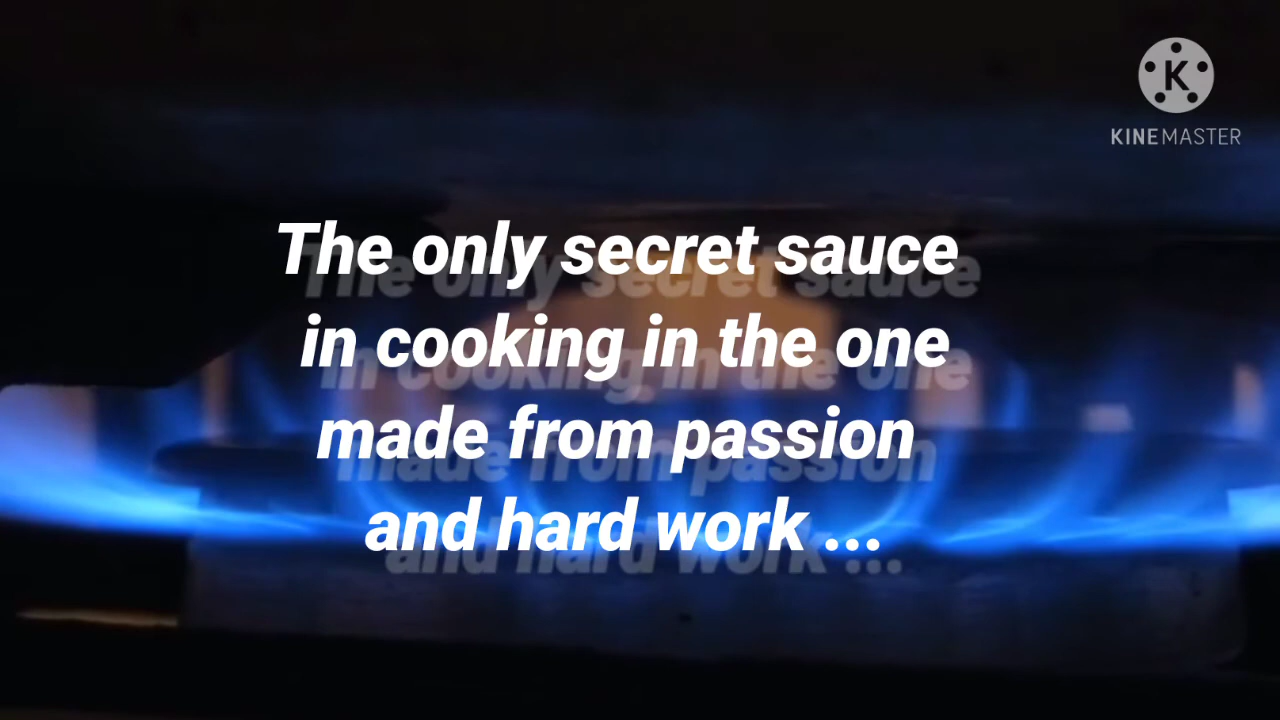 KINEMASTER
The only secret sauce
in cooking in the one
made from passion
and hard work ...